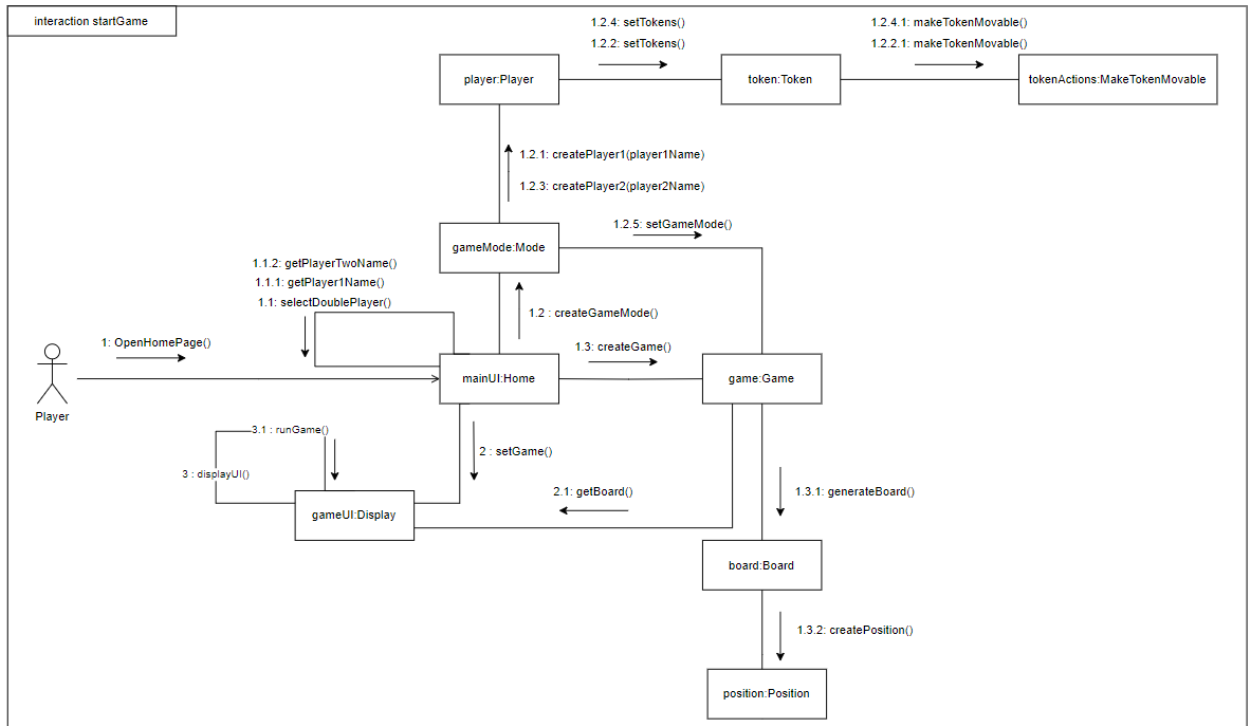 interaction startGame
1.2.4: setTokens()
1.2.2: setTokens()
1.2.4.1: makeTokenMovable()
1.2.2.1: makeTokenMovable()
player:Player
token:Token
tokenActions:MakeTokenMovable
1.2.1: createPlayer1(player1Name)
1.2.3: createPlayer2(player2Name)
gameMode:Mode
1.2.5: setGameMode()
1.1.2: getPlayerTwoName()
1.1.1: getPlayer1Name()
1.1: selectDoublePlayer()
1.2 : createGameMode()
1: OpenHomePage()
1.3: createGame()
mainUI:Home
game:Game
Player
3.1 : runGame()
3 : displayUI()
2 : setGame()
2.1: getBoard()
1.3.1: generateBoard()
gameUI:Display
board:Board
1.3.2: createPosition()
position:Position